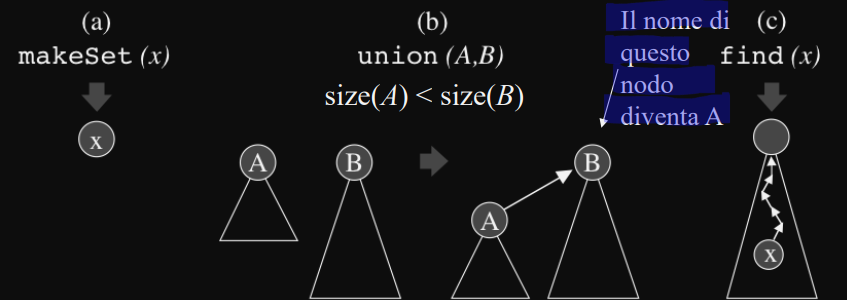 (a)
makeSet (x)
x
(b)
union (A,B)
size(A) < size(B)
A
B
A
B
Il nome di
questo
nodo
diventa A
(c)
find (x)
x